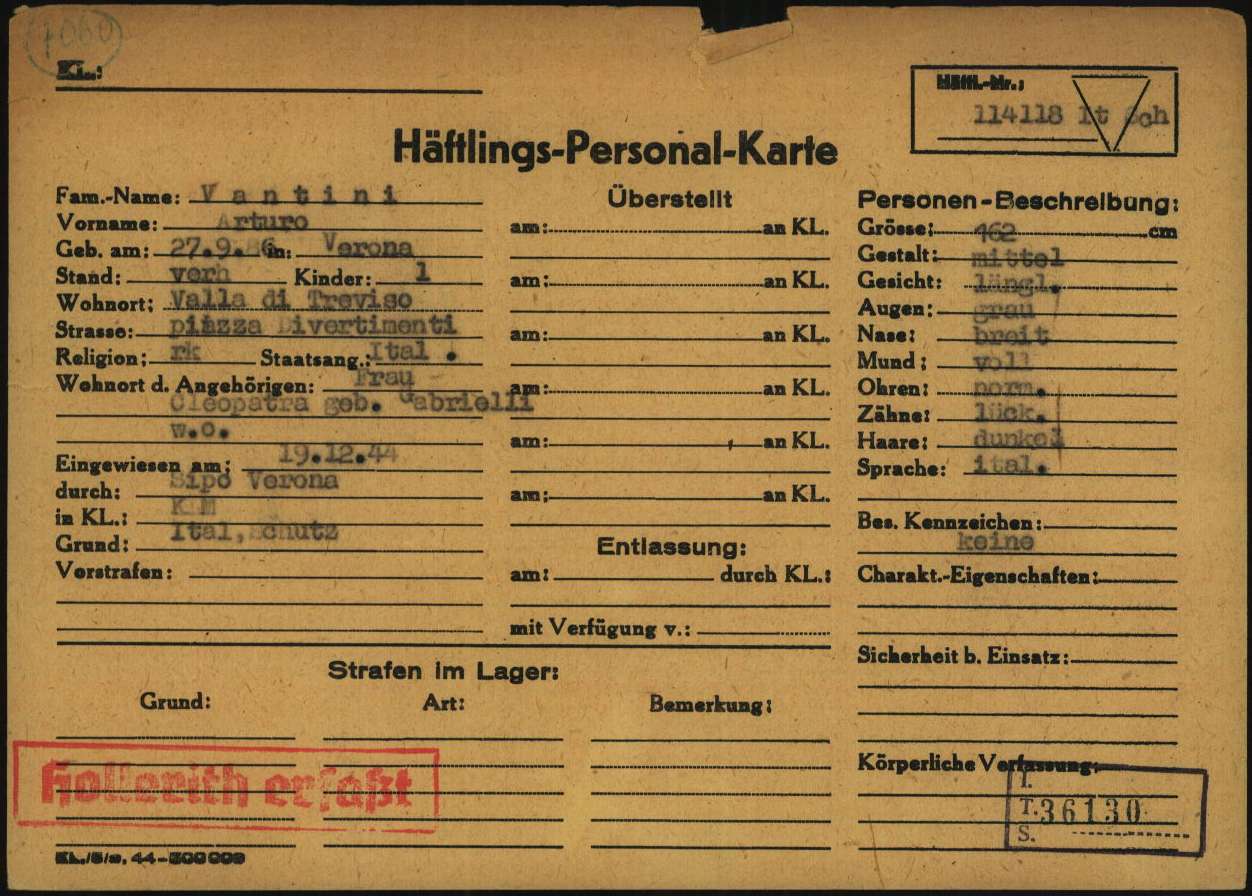 KL.:
Häftl.-Nr.:
114118 It Sch
Häftlings-Personal-Karte
Fam.-Name: Vantini
Vorname: Arturo
Geb. am: 27.9.86 in: Verona
Stand: verh Kinder: 1
Wohnort: Valla di Treviso
Strasse: piazza Divertimenti
Religion: rk Staatsang.: Ital.
Wohnort d. Angehörigen: Frau
Cleopatra geb. Gabrielli
w.o.
Eingewiesen am: 19.12.44
durch: Sipo Verona
in KL.: KLM
Grund: Ital, Schutz
Vorstrafen:
Überstellt
am: an KL.
am: an KL.
am: an KL.
am: an KL.
am: an KL.
am: an KL.
Entlassung:
am: durch KL.:
mit Verfügung v.:
Personen-Beschreibung:
Grösse: 162 cm
Gestalt: mittel
Gesicht: längl.
Augen: grau
Nase: breit
Mund: voll
Ohren: norm.
Zähne: lück.
Haare: dunkel
Sprache: ital.
Bes. Kennzeichen:
keine
Charakt.-Eigenschaften:
Sicherheit b. Einsatz:
Körperliche Verfassung:
Strafen im Lager:
Grund: Art: Bemerkung:
Hollerith erfaßt
I.
T. 36130
S.